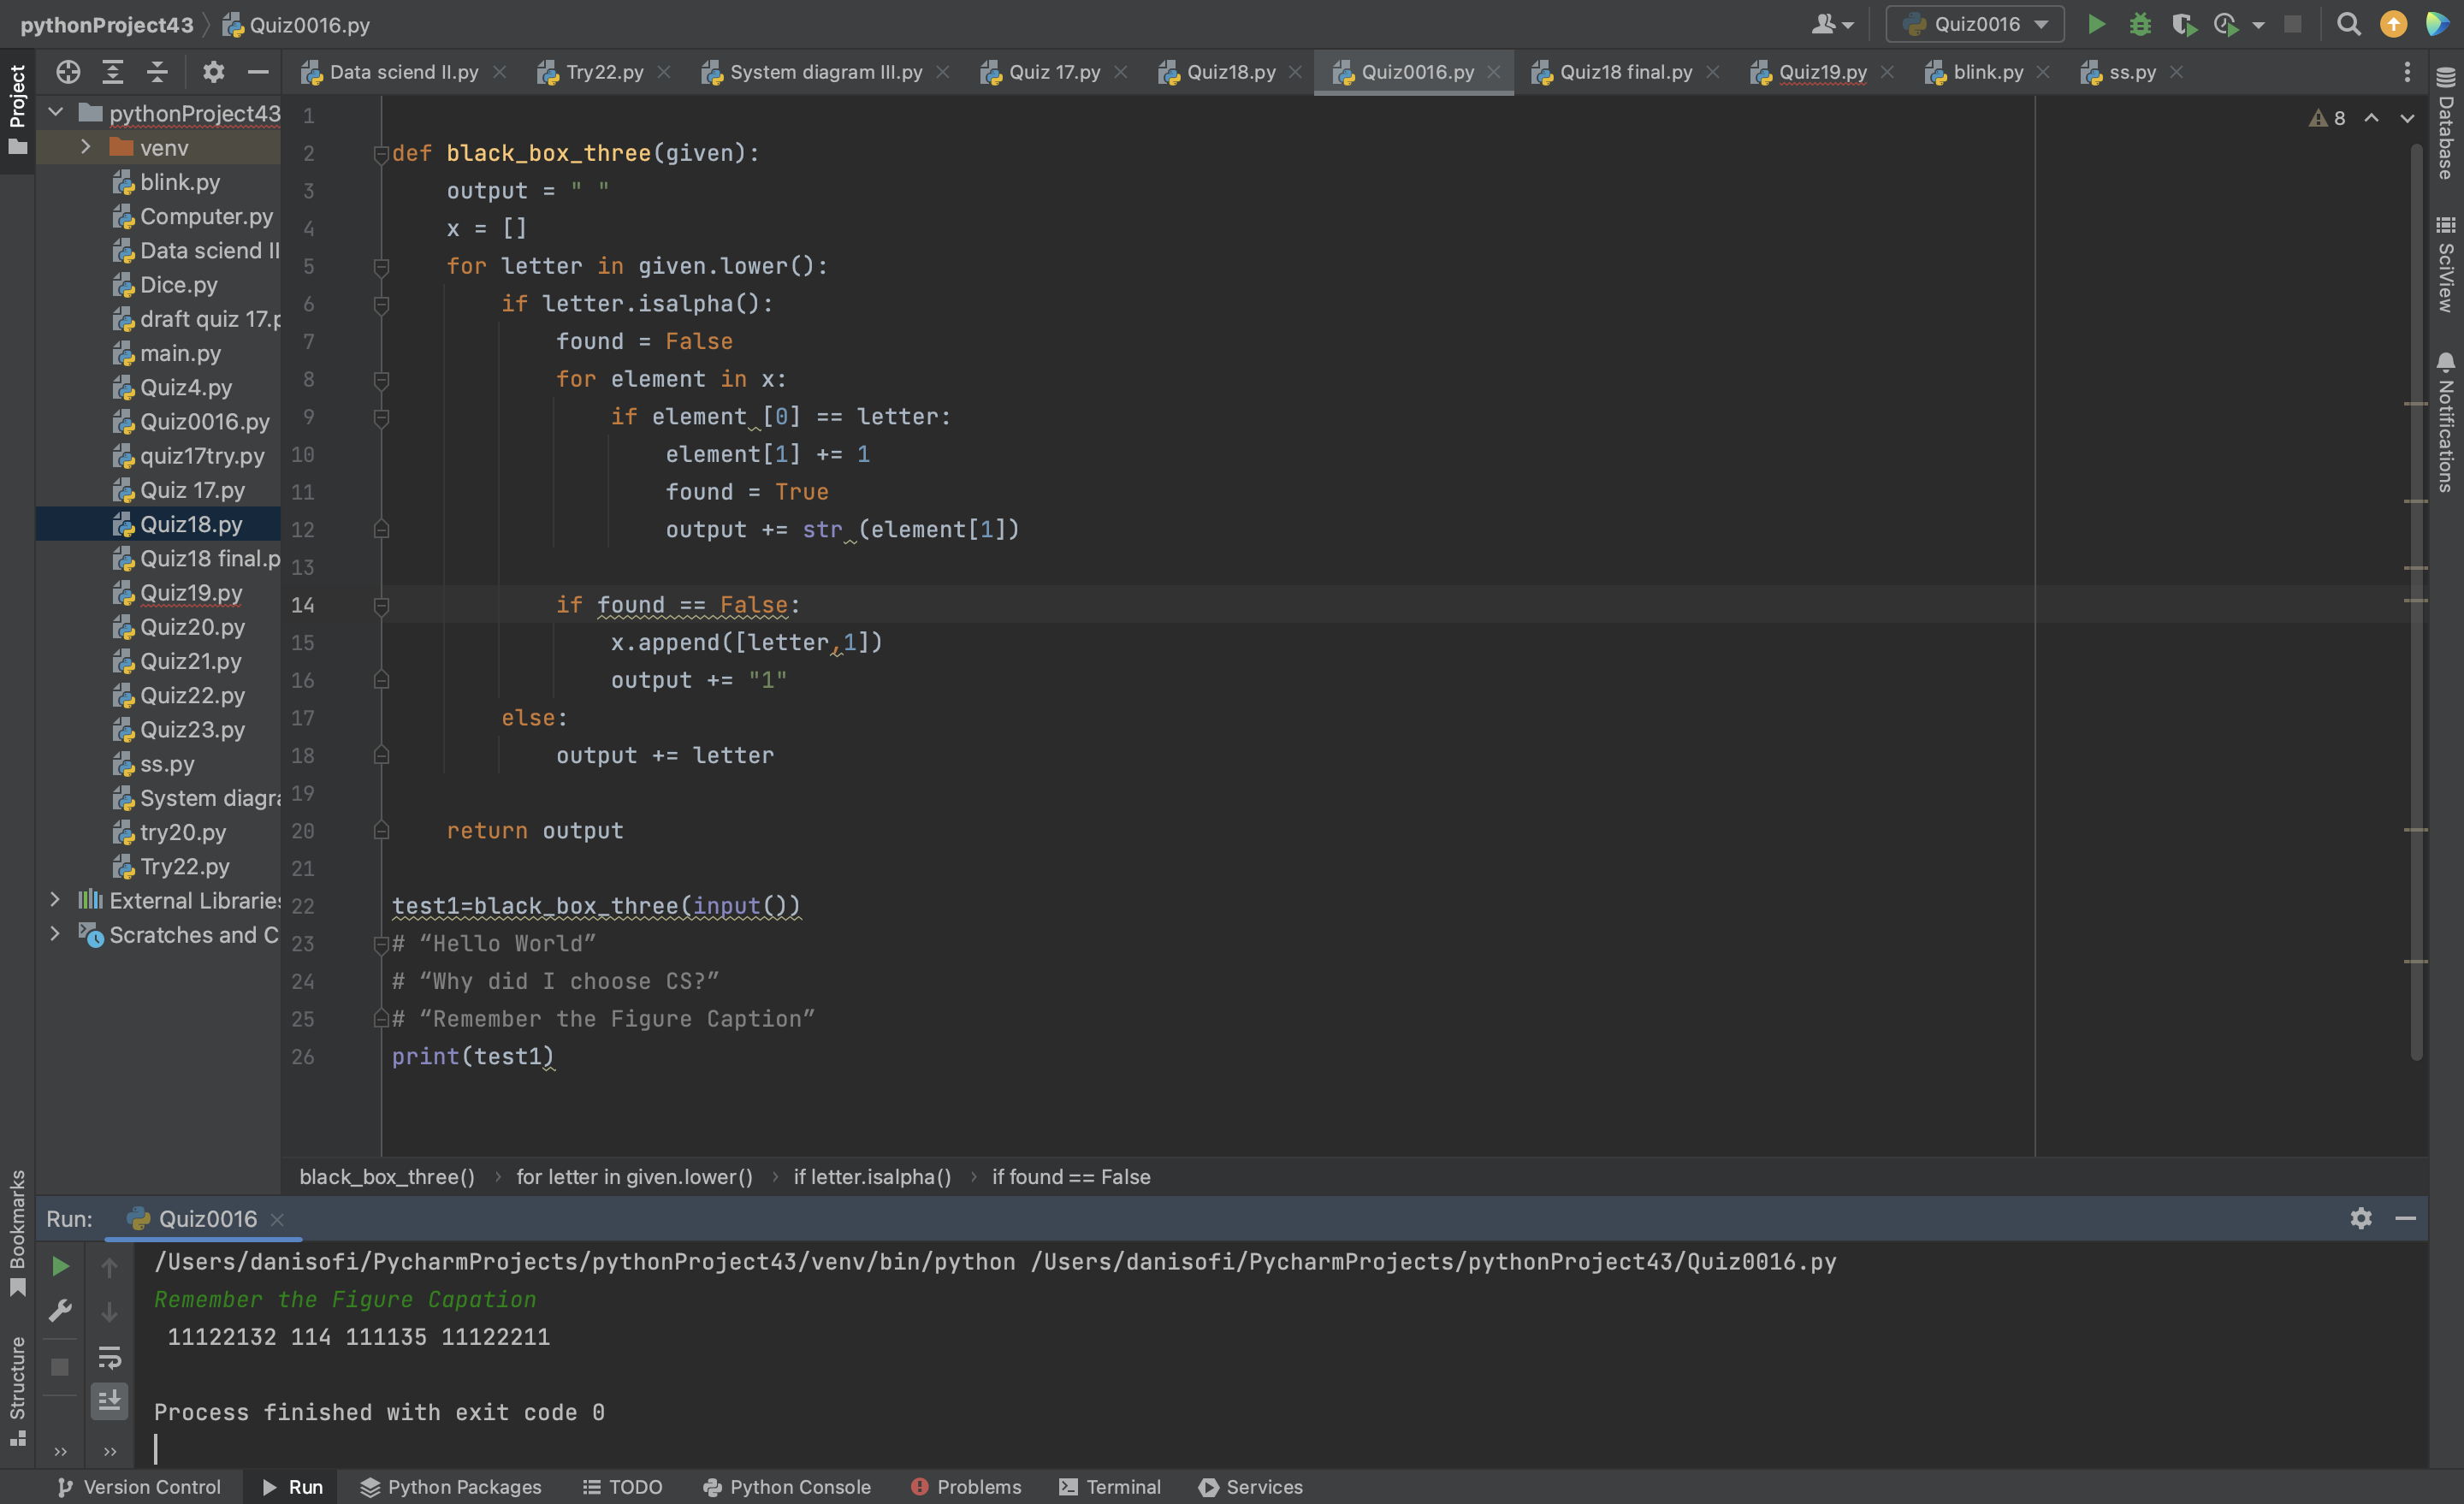 pythonProject43 Quiz0016.py Quiz0016
Data sciend II.py Try22.py System diagram III.py Quiz 17.py Quiz18.py Quiz0016.py Quiz18 final.py Quiz19.py blink.py ss.py
Project
pythonProject43
venv
blink.py
Computer.py
Data sciend II
Dice.py
draft quiz 17.p
main.py
Quiz4.py
Quiz0016.py
quiz17try.py
Quiz 17.py
Quiz18.py
Quiz18 final.p
Quiz19.py
Quiz20.py
Quiz21.py
Quiz22.py
Quiz23.py
ss.py
System diagra
try20.py
Try22.py
External Libraries
Scratches and C
8
1
2 def black_box_three(given):
3 output = " "
4 x = []
5 for letter in given.lower():
6 if letter.isalpha():
7 found = False
8 for element in x:
9 if element [0] == letter:
10 element[1] += 1
11 found = True
12 output += str (element[1])
13
14 if found == False:
15 x.append([letter,1])
16 output += "1"
17 else:
18 output += letter
19
20 return output
21
22 test1=black_box_three(input())
23 # “Hello World”
24 # “Why did I choose CS?”
25 # “Remember the Figure Caption”
26 print(test1)
black_box_three() › for letter in given.lower() › if letter.isalpha() › if found == False
Database
SciView
Notifications
Bookmarks
Structure
Run: Quiz0016
/Users/danisofi/PycharmProjects/pythonProject43/venv/bin/python /Users/danisofi/PycharmProjects/pythonProject43/Quiz0016.py
Remember the Figure Capation
11122132 114 111135 11122211
Process finished with exit code 0
Version Control Run Python Packages TODO Python Console Problems Terminal Services